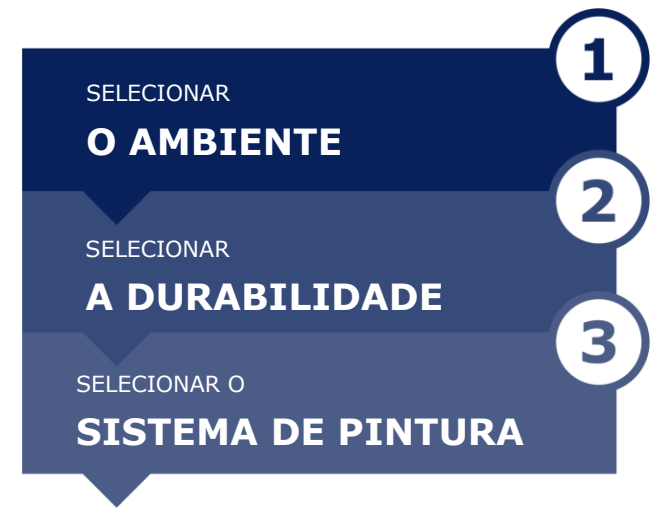 1
SELECIONAR
O AMBIENTE
2
SELECIONAR
A DURABILIDADE
3
SELECIONAR O
SISTEMA DE PINTURA